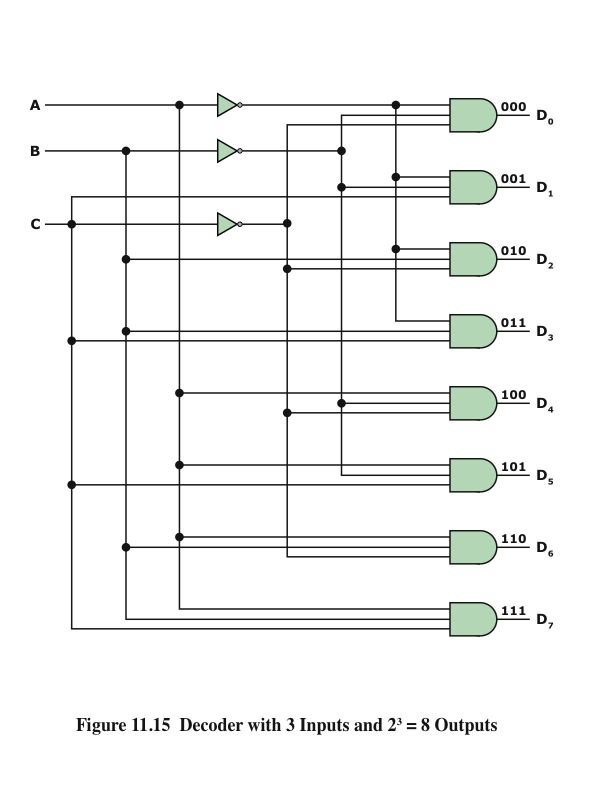 A
000
D₀
B
001
D₁
C
010
D₂
011
D₃
100
D₄
101
D₅
110
D₆
111
D₇
Figure 11.15 Decoder with 3 Inputs and 2³ = 8 Outputs